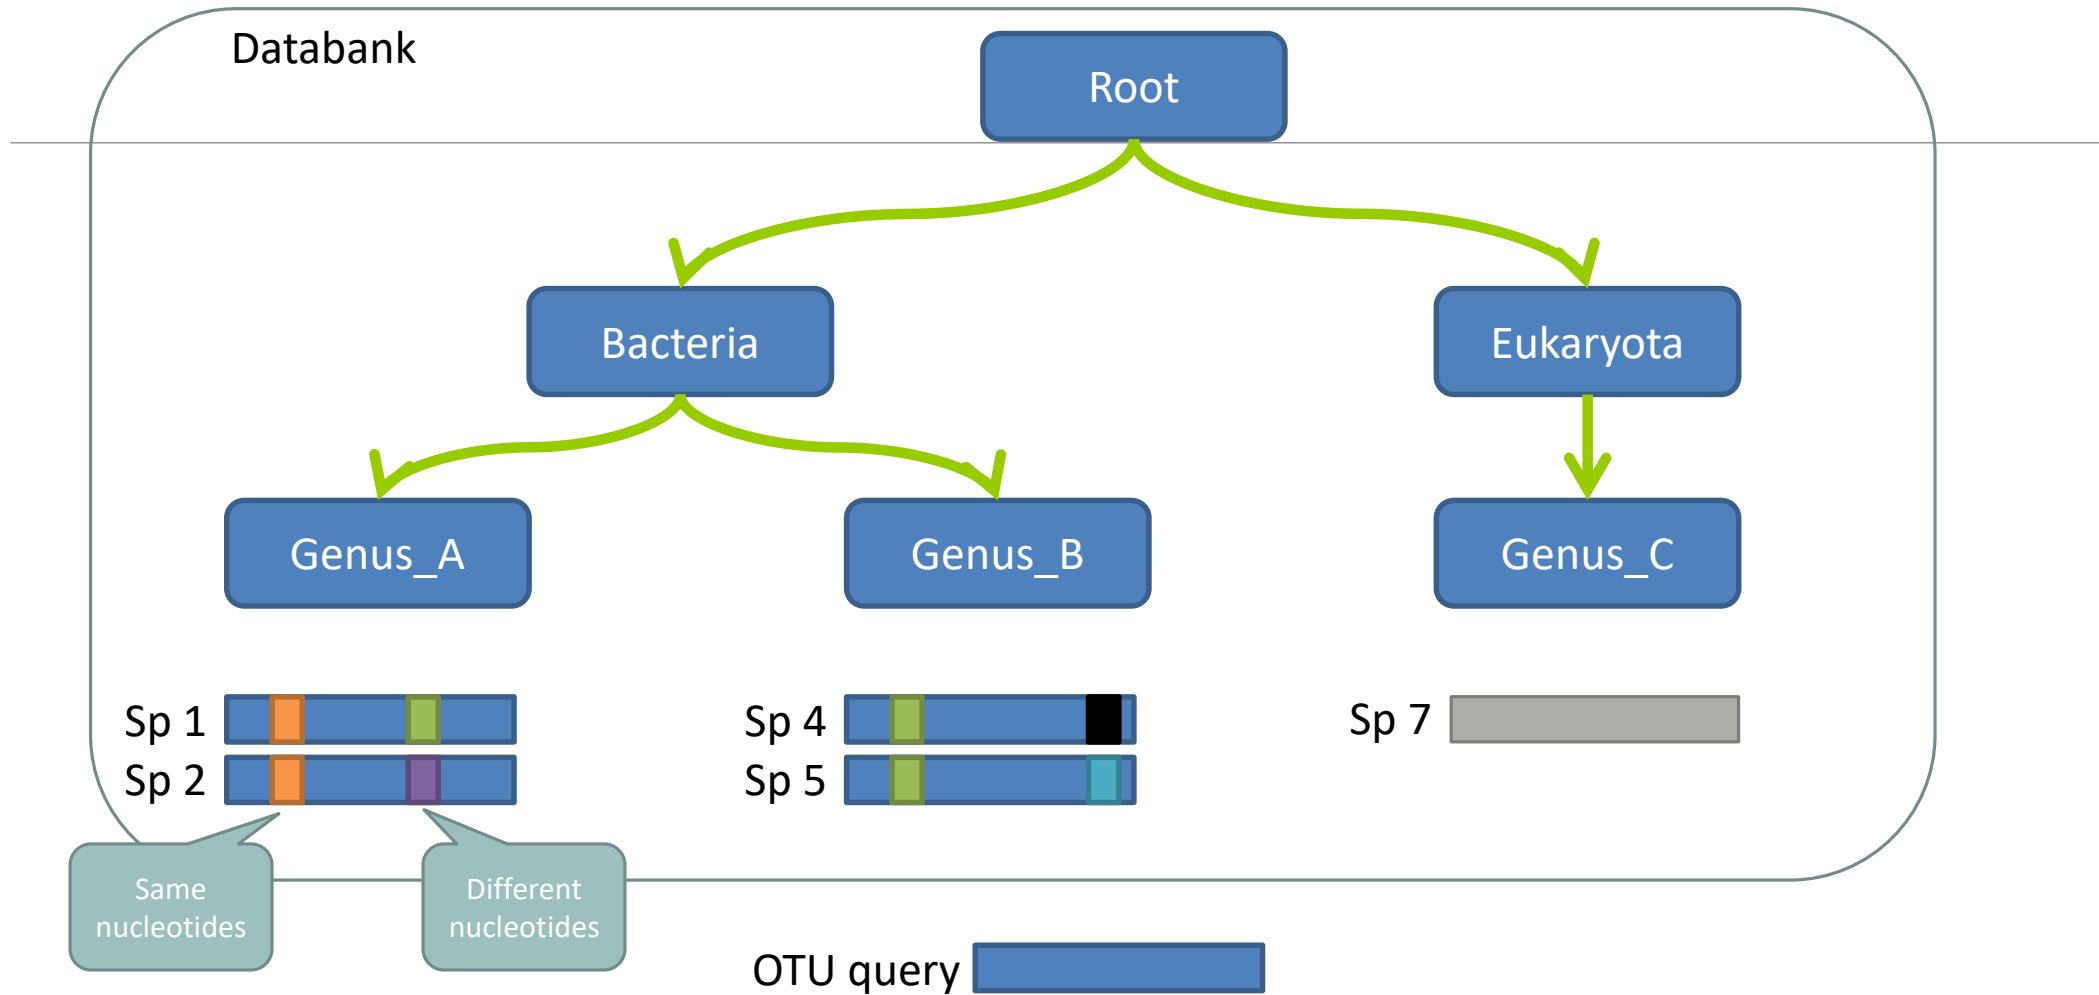 Databank
Root
Bacteria
Eukaryota
Genus_A
Genus_B
Genus_C
Sp 1
Sp 4
Sp 7
Sp 2
Sp 5
Same
nucleotides
Different
nucleotides
OTU query